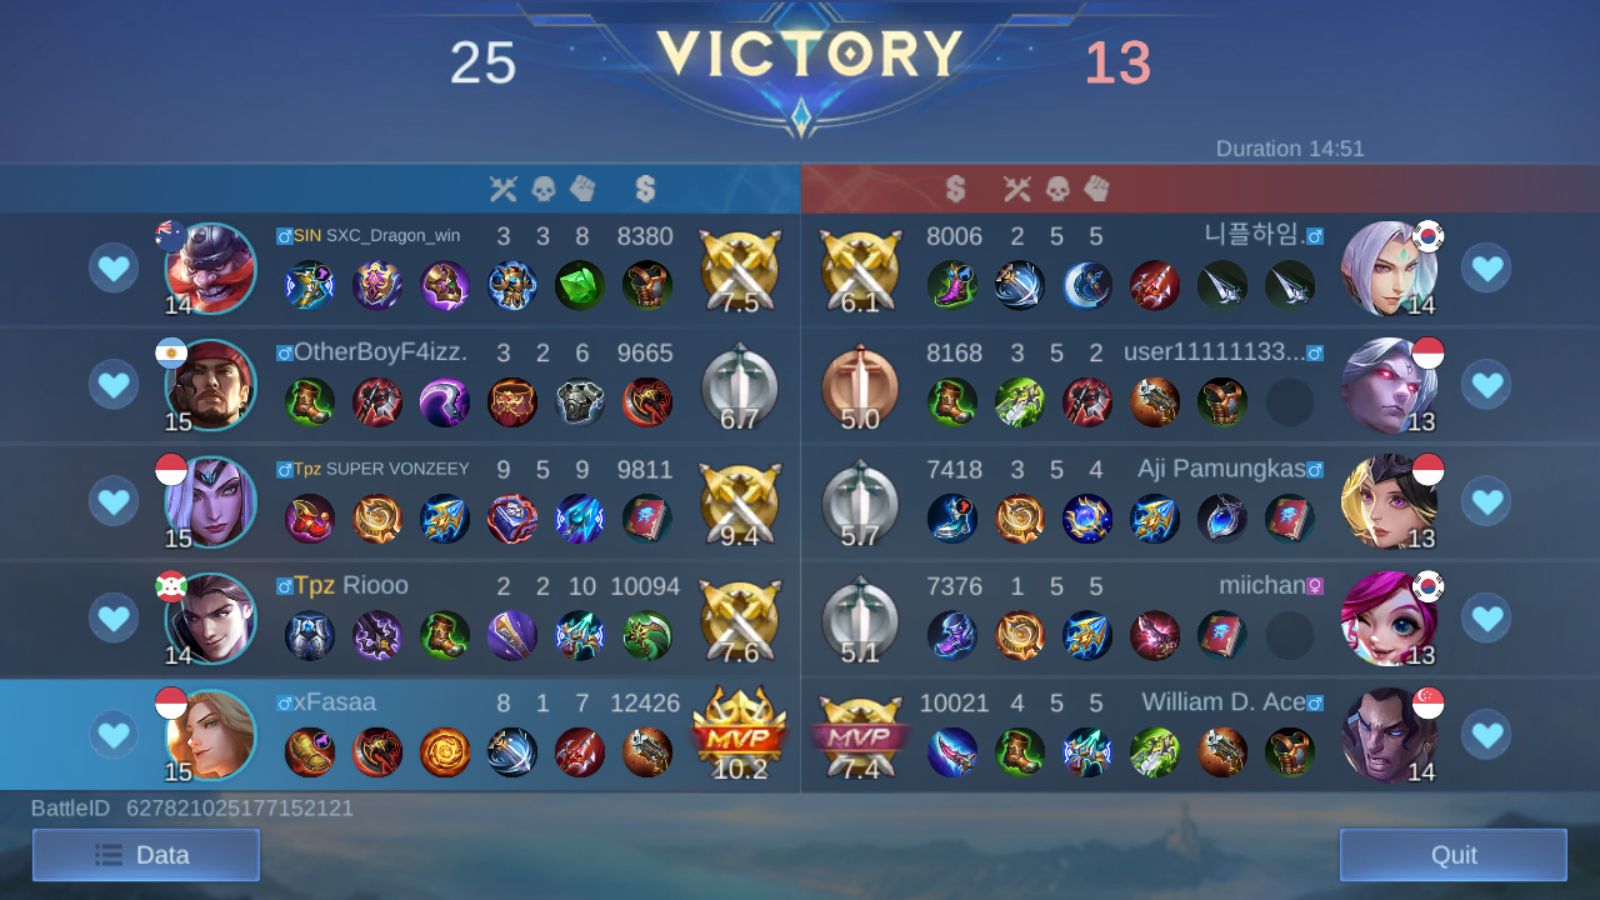 25 VICTORY 13
Duration 14:51
SIN SXC_Dragon_win 3 3 8 8380
14 7.5
8006 2 5 5 니플하임.
6.1 14
OtherBoyF4izz. 3 2 6 9665
15 6.7
8168 3 5 2 user11111133...
5.0 13
Tpz SUPER VONZEEY 9 5 9 9811
15 9.4
7418 3 5 4 Aji Pamungkas
5.7 13
Tpz Riooo 2 2 10 10094
14 7.6
7376 1 5 5 miichan
5.1 13
xFasaa 8 1 7 12426
MVP
15 10.2
10021 4 5 5 William D. Ace
MVP
7.4 14
BattleID 627821025177152121
Data
Quit